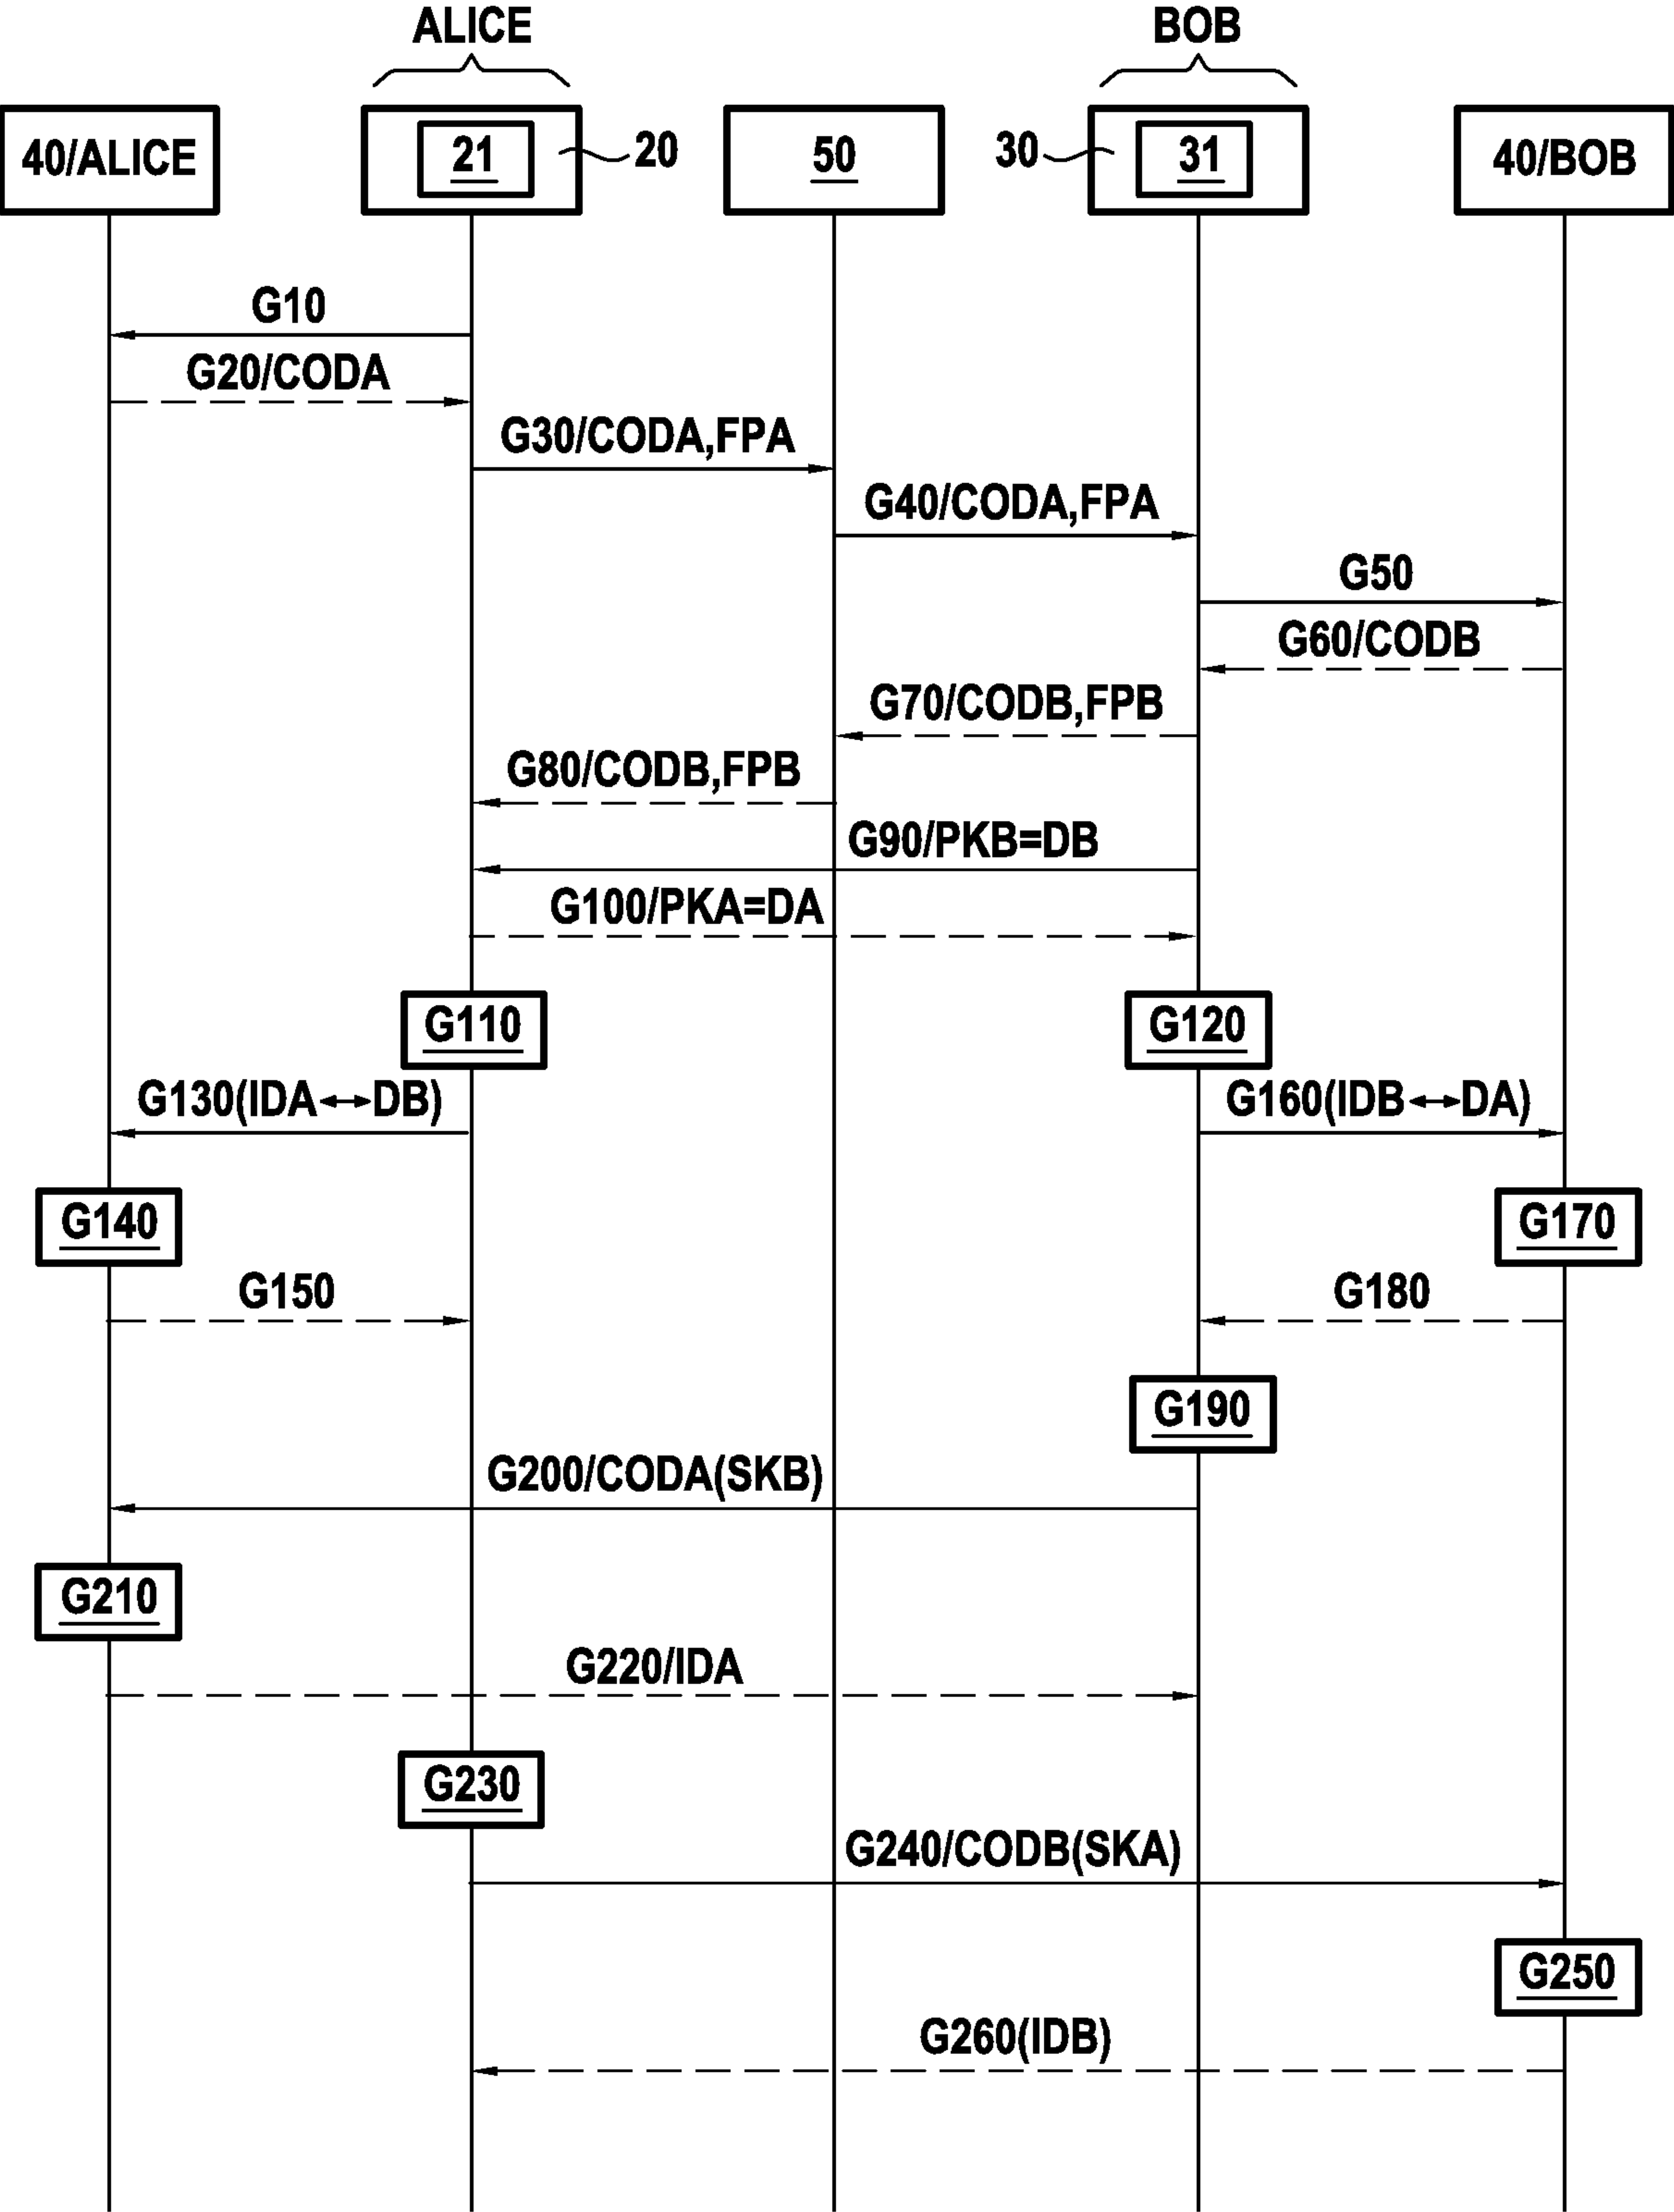 ALICE
BOB
40/ALICE
21
20
50
30
31
40/BOB
G10
G20/CODA
G30/CODA,FPA
G40/CODA,FPA
G50
G60/CODB
G70/CODB,FPB
G80/CODB,FPB
G90/PKB=DB
G100/PKA=DA
G110
G120
G130(IDA↔DB)
G160(IDB↔DA)
G140
G170
G150
G180
G190
G200/CODA(SKB)
G210
G220/IDA
G230
G240/CODB(SKA)
G250
G260(IDB)